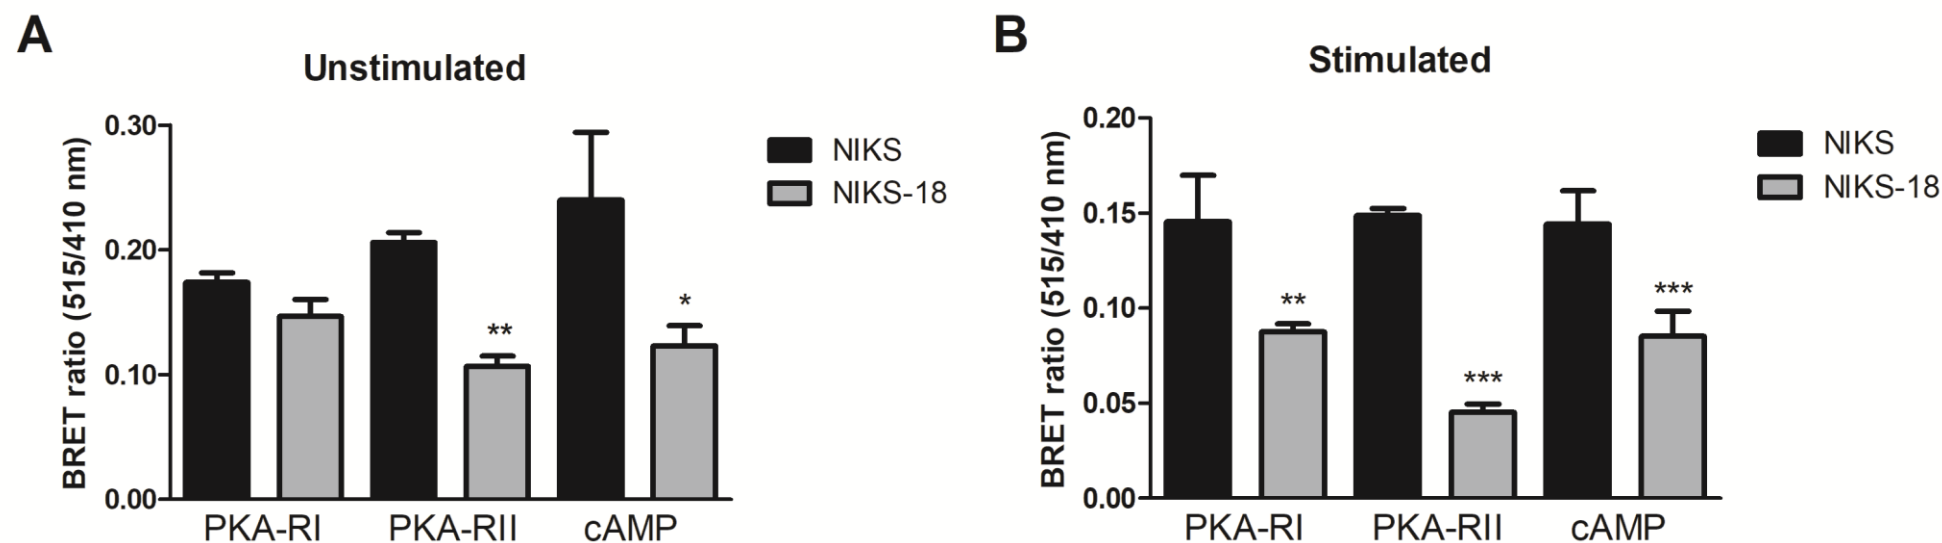 A
Unstimulated
BRET ratio (515/410 nm)
0.30
0.20
0.10
0.00
**
*
PKA-RI
PKA-RII
cAMP
NIKS
NIKS-18
B
Stimulated
BRET ratio (515/410 nm)
0.20
0.15
0.10
0.05
0.00
**
***
***
PKA-RI
PKA-RII
cAMP
NIKS
NIKS-18